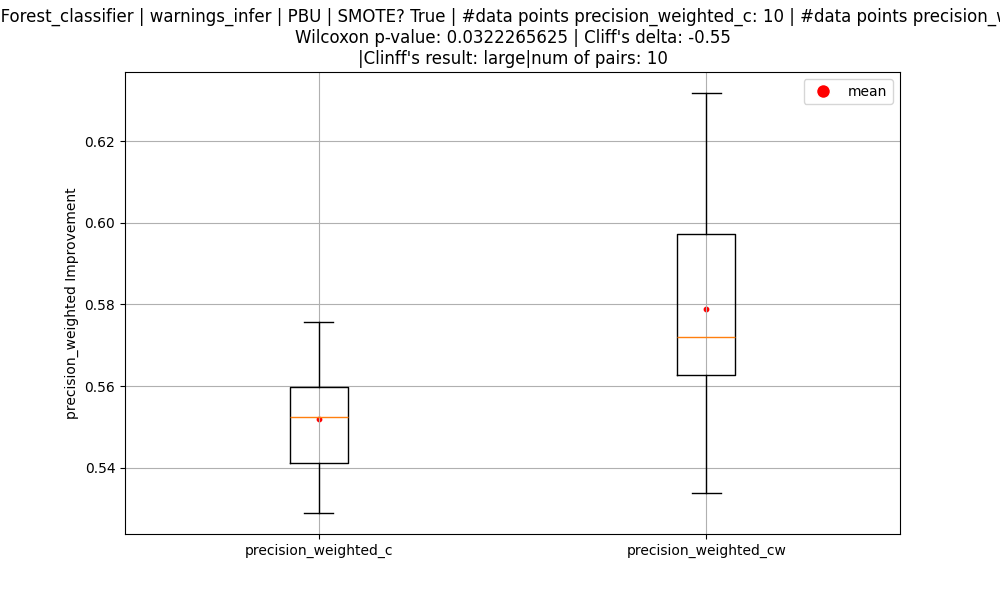 Forest_classifier | warnings_infer | PBU | SMOTE? True | #data points precision_weighted_c: 10 | #data points
Wilcoxon p-value: 0.0322265625 | Cliff's delta: -0.55
|Clinff's result: large|num of pairs: 10
mean
0.62
0.60
0.58
0.56
0.54
precision_weighted Improvement
precision_weighted_c
precision_weighted_cw